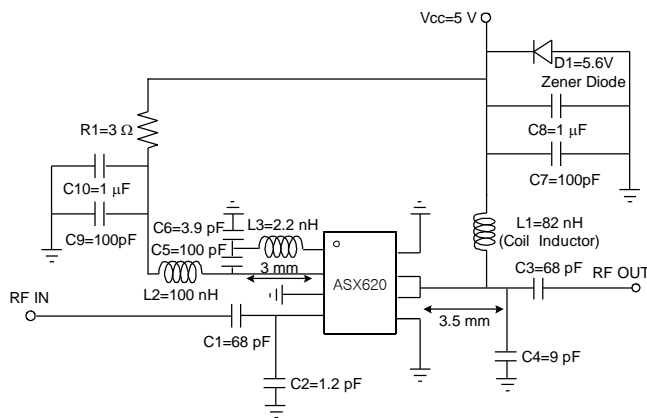 Vcc=5 V
D1=5.6V
Zener Diode
R1=3 Ω
C8=1 μF
C10=1 μF
C7=100pF
C9=100pF
C6=3.9 pF
L3=2.2 nH
L1=82 nH
(Coil Inductor)
C5=100 pF
3 mm
ASX620
C3=68 pF
RF OUT
L2=100 nH
RF IN
3.5 mm
C1=68 pF
C4=9 pF
C2=1.2 pF